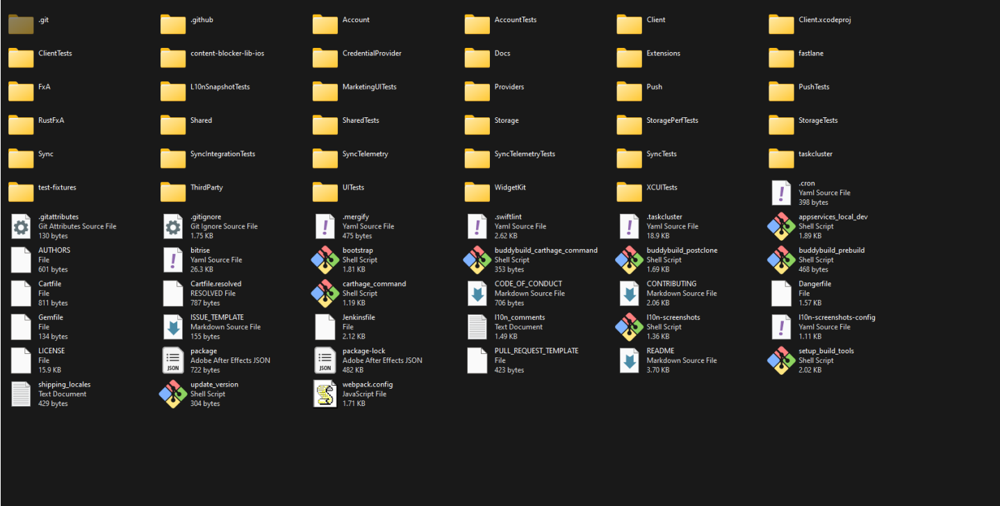 .git
.github
Account
AccountTests
Client
Client.xcodeproj
ClientTests
content-blocker-lib-ios
CredentialProvider
Docs
Extensions
fastlane
FxA
L10nSnapshotTests
MarketingUITests
Providers
Push
PushTests
RustFxA
Shared
SharedTests
Storage
StoragePerfTests
StorageTests
Sync
SyncIntegrationTests
SyncTelemetry
SyncTelemetryTests
SyncTests
taskcluster
test-fixtures
ThirdParty
UITests
WidgetKit
XCUITests
.cron
Yaml Source File
398 bytes
.gitattributes
Git Attributes Source File
130 bytes
.gitignore
Git Ignore Source File
1.75 KB
.mergify
Yaml Source File
475 bytes
.swiftlint
Yaml Source File
2.62 KB
.taskcluster
Yaml Source File
18.9 KB
appservices_local_dev
Shell Script
1.89 KB
AUTHORS
File
601 bytes
bitrise
Yaml Source File
26.3 KB
bootstrap
Shell Script
1.81 KB
buddybuild_carthage_command
Shell Script
353 bytes
buddybuild_postclone
Shell Script
1.69 KB
buddybuild_prebuild
Shell Script
468 bytes
Cartfile
File
811 bytes
Cartfile.resolved
RESOLVED File
787 bytes
carthage_command
Shell Script
1.19 KB
CODE_OF_CONDUCT
Markdown Source File
706 bytes
CONTRIBUTING
Markdown Source File
2.06 KB
Dangerfile
File
1.57 KB
Gemfile
File
134 bytes
ISSUE_TEMPLATE
Markdown Source File
155 bytes
Jenkinsfile
File
2.12 KB
l10n_comments
Text Document
1.49 KB
l10n-screenshots
Shell Script
1.36 KB
l10n-screenshots-config
Yaml Source File
1.11 KB
LICENSE
File
15.9 KB
JSON
package
Adobe After Effects JSON
722 bytes
JSON
package-lock
Adobe After Effects JSON
482 KB
PULL_REQUEST_TEMPLATE
File
423 bytes
README
Markdown Source File
3.70 KB
setup_build_tools
Shell Script
2.02 KB
shipping_locales
Text Document
429 bytes
update_version
Shell Script
304 bytes
webpack.config
JavaScript File
1.71 KB